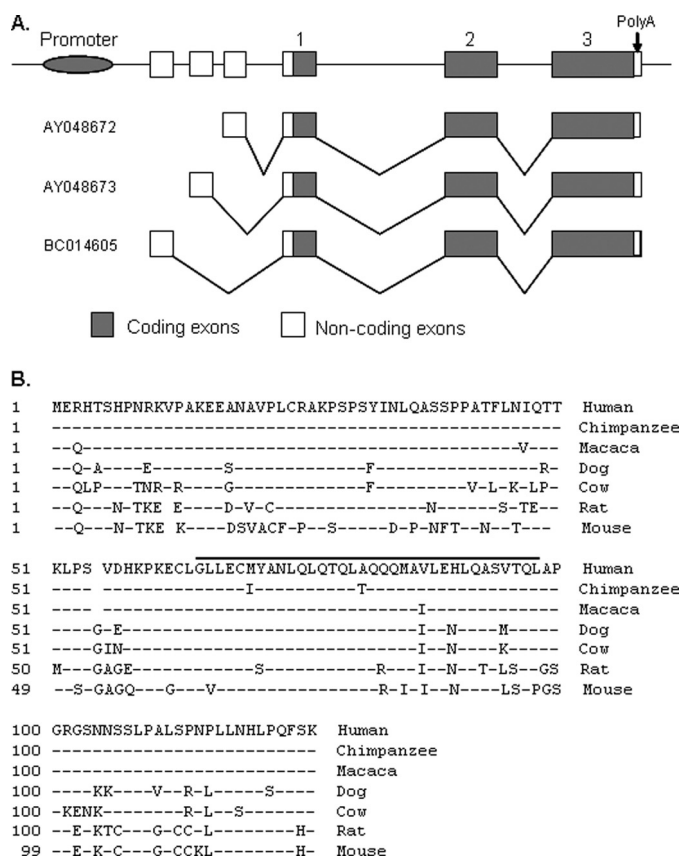 A.
PolyA
Promoter 1 2 3
AY048672
AY048673
BC014605
Coding exons Non-coding exons
B.
1 MERHTSHPNRKVPAKEEANAVPLCRAKPSPSYINLQASSPPATFLNIQTT Human
1 -------------------------------------------------- Chimpanzee
1 --Q-------------------------------------------V--- Macaca
1 --Q-A----E-------S-------------F----------------R- Dog
1 --QLP---TNR-R----G-------------F---------V-L-K-LP- Cow
1 --Q---N-TKE E----D-V-C---------------N------S-TE-- Rat
1 --Q---N-TKE K----DSVACF-P--S-----D-P-NFT--N--T--- Mouse
51 KLPS VDHKPKECLGLLECMYANLQLQTQLAQQQMAVLEHLQASVTQLAP Human
51 ---- --------------I----------T------------------- Chimpanzee
51 ---- -------------------------------I------------- Macaca
51 ----G-E-----------------------------I--N----M----- Dog
51 ----GIN-----------------------------I--N----K----- Cow
50 M---GAGE------------S-----------R---I--N--T-LS--GS Rat
49 --S-GAGQ---G---V----------------R-I-I--N----LS-PGS Mouse
100 GRGSNNSSLPALSPNPLLNHLPQFSK Human
100 -------------------------- Chimpanzee
100 -------------------------- Macaca
100 ----KK----V--R-L-----S---- Dog
100 -KENK--------R-L--S------- Cow
100 --E-KTC---G-CC-L--------H- Rat
99 --E-K-C---G-CCKL--------H- Mouse